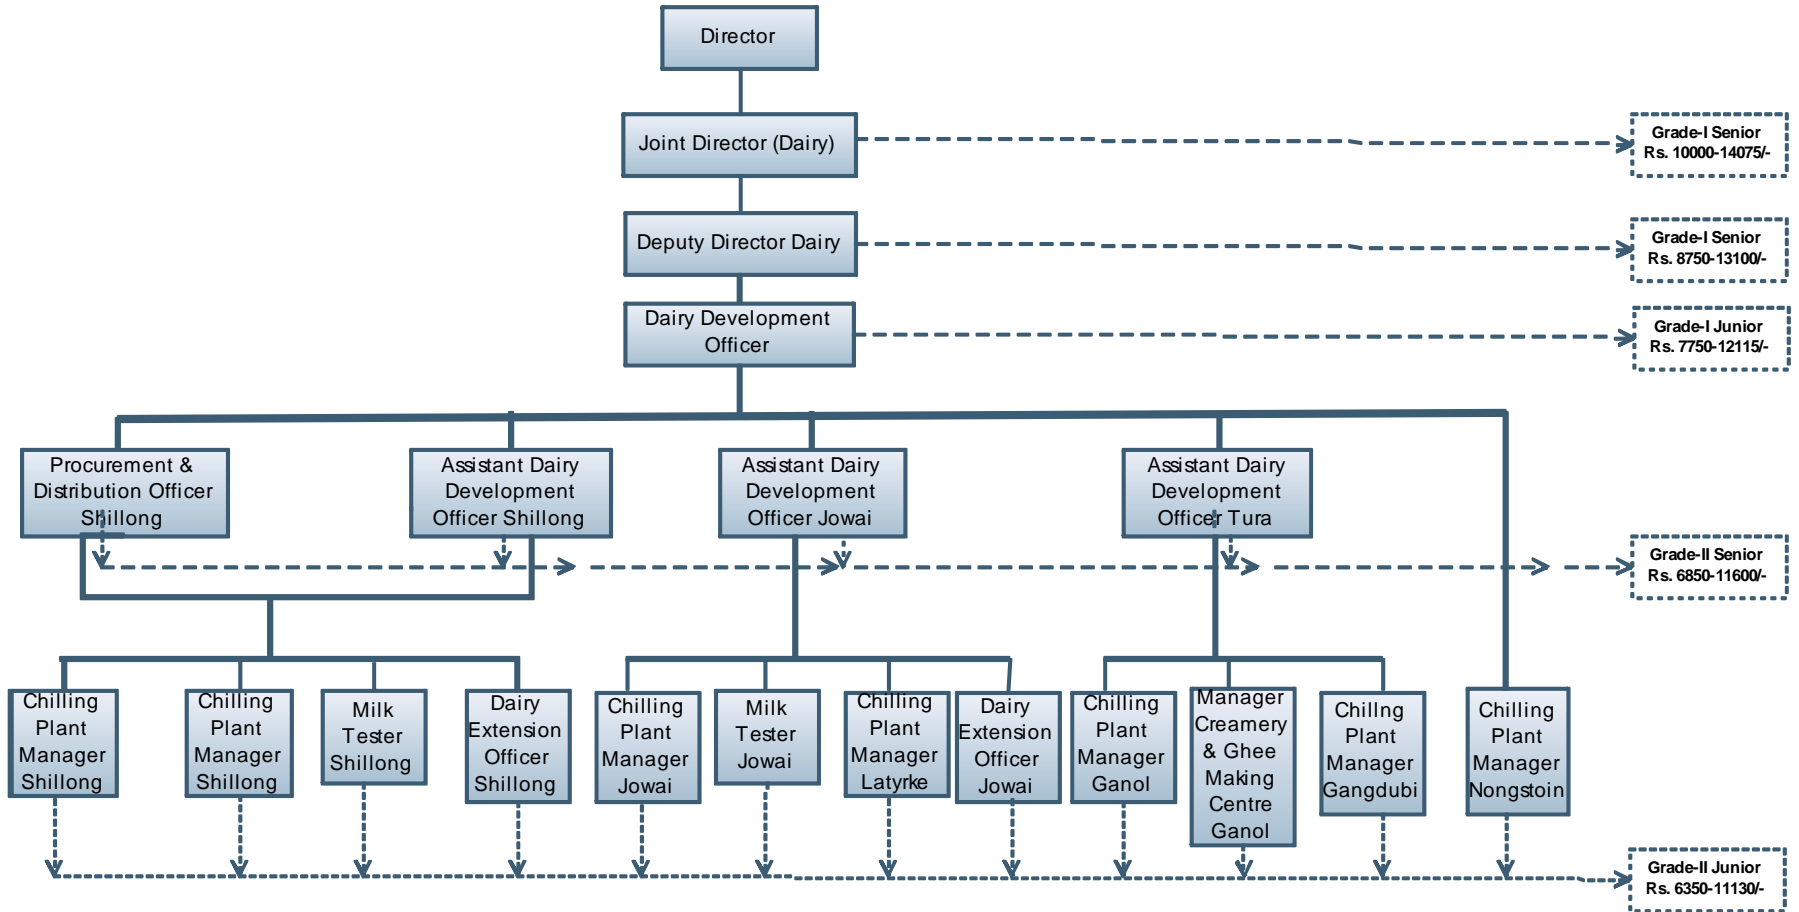 Director
Joint Director (Dairy)
Grade-I Senior
Rs. 10000-14075/-
Deputy Director Dairy
Grade-I Senior
Rs. 8750-13100/-
Dairy Development
Officer
Grade-I Junior
Rs. 7750-12115/-
Procurement &
Distribution Officer
Shillong
Assistant Dairy
Development
Officer Shillong
Assistant Dairy
Development
Officer Jowai
Assistant Dairy
Development
Officer Tura
Grade-II Senior
Rs. 6850-11600/-
Chilling
Plant
Manager
Shillong
Chilling
Plant
Manager
Shillong
Milk
Tester
Shillong
Dairy
Extension
Officer
Shillong
Chilling
Plant
Manager
Jowai
Milk
Tester
Jowai
Chilling
Plant
Manager
Latyrke
Dairy
Extension
Officer
Jowai
Chilling
Plant
Manager
Ganol
Manager
Creamery
& Ghee
Making
Centre
Ganol
Chillng
Plant
Manager
Gangdubi
Chilling
Plant
Manager
Nongstoin
Grade-II Junior
Rs. 6350-11130/-